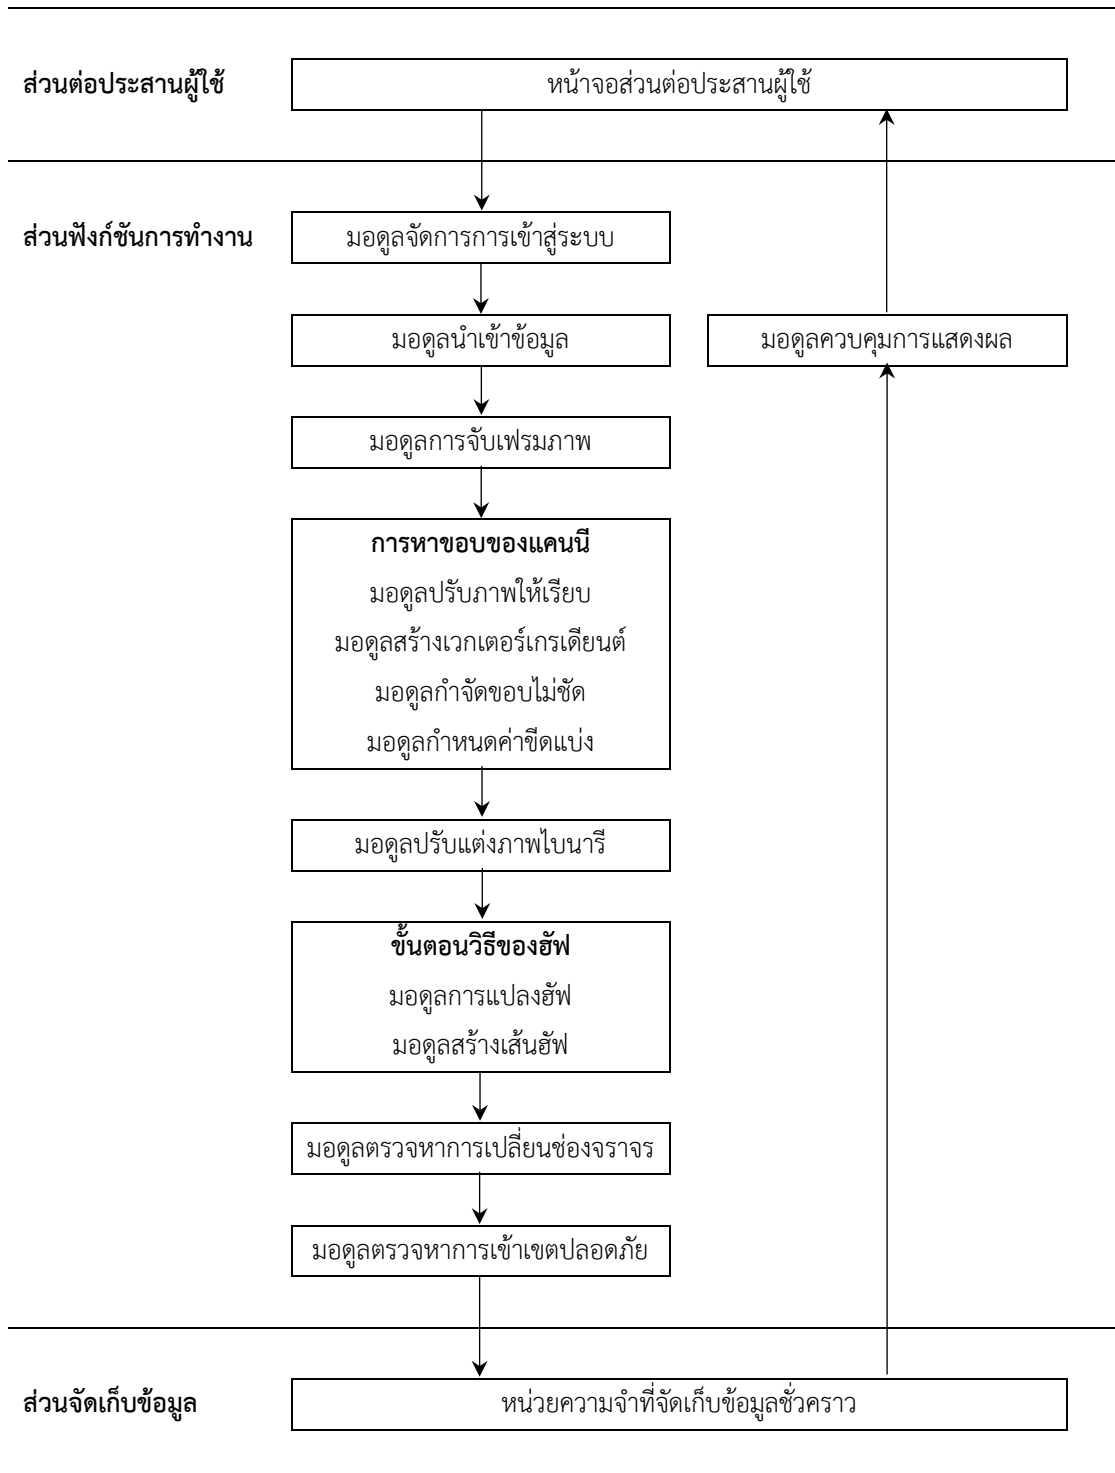 ส่วนต่อประสานผู้ใช้
หน้าจอส่วนต่อประสานผู้ใช้
ส่วนฟังก์ชันการทำงาน
มอดูลจัดการการเข้าสู่ระบบ
มอดูลนำเข้าข้อมูล
มอดูลควบคุมการแสดงผล
มอดูลการจับเฟรมภาพ
การหาขอบของแคนนี
มอดูลปรับภาพให้เรียบ
มอดูลสร้างเวกเตอร์เกรเดียนต์
มอดูลกำจัดขอบไม่ชัด
มอดูลกำหนดค่าขีดแบ่ง
มอดูลปรับแต่งภาพไบนารี
ขั้นตอนวิธีของฮัฟ
มอดูลการแปลงฮัฟ
มอดูลสร้างเส้นฮัฟ
มอดูลตรวจหาการเปลี่ยนช่องจราจร
มอดูลตรวจหาการเข้าเขตปลอดภัย
ส่วนจัดเก็บข้อมูล
หน่วยความจำที่จัดเก็บข้อมูลชั่วคราว